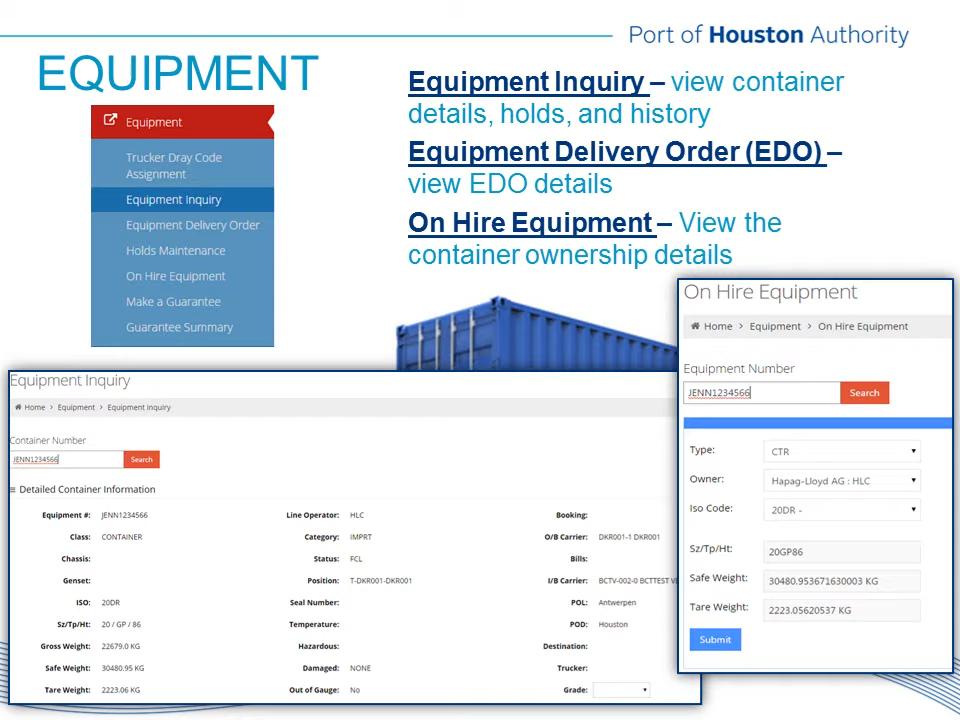 Port of Houston Authority
EQUIPMENT
Equipment
Trucker Dray Code
Assignment
Equipment Inquiry
Equipment Delivery Order
Holds Maintenance
On Hire Equipment
Make a Guarantee
Guarantee Summary
Equipment Inquiry – view container
details, holds, and history
Equipment Delivery Order (EDO) –
view EDO details
On Hire Equipment – View the
container ownership details
Equipment Inquiry
Home > Equipment > Equipment Inquiry
Container Number
JENN1234566 Search
Detailed Container Information
Equipment #: JENN1234566 Line Operator: HLC Booking:
Class: CONTAINER Category: IMPRT O/B Carrier: DKR001-1 DKR001
Chassis: Status: FCL Bills:
Genset: Position: T-DKR001-DKR001 I/B Carrier: BCTV-002-0 BCTTEST
ISO: 20DR Seal Number: POL: Antwerpen
Sz/Tp/Ht: 20 / GP / 86 Temperature: POD: Houston
Gross Weight: 22679.0 KG Hazardous: Destination:
Safe Weight: 30480.95 KG Damaged: NONE Trucker:
Tare Weight: 2223.06 KG Out of Gauge: No Grade:
On Hire Equipment
Home > Equipment > On Hire Equipment
Equipment Number
JENN1234566 Search
Type: CTR
Owner: Hapag-Lloyd AG : HLC
Iso Code: 20DR -
Sz/Tp/Ht: 20GP86
Safe Weight: 30480.953671630003 KG
Tare Weight: 2223.05620537 KG
Submit